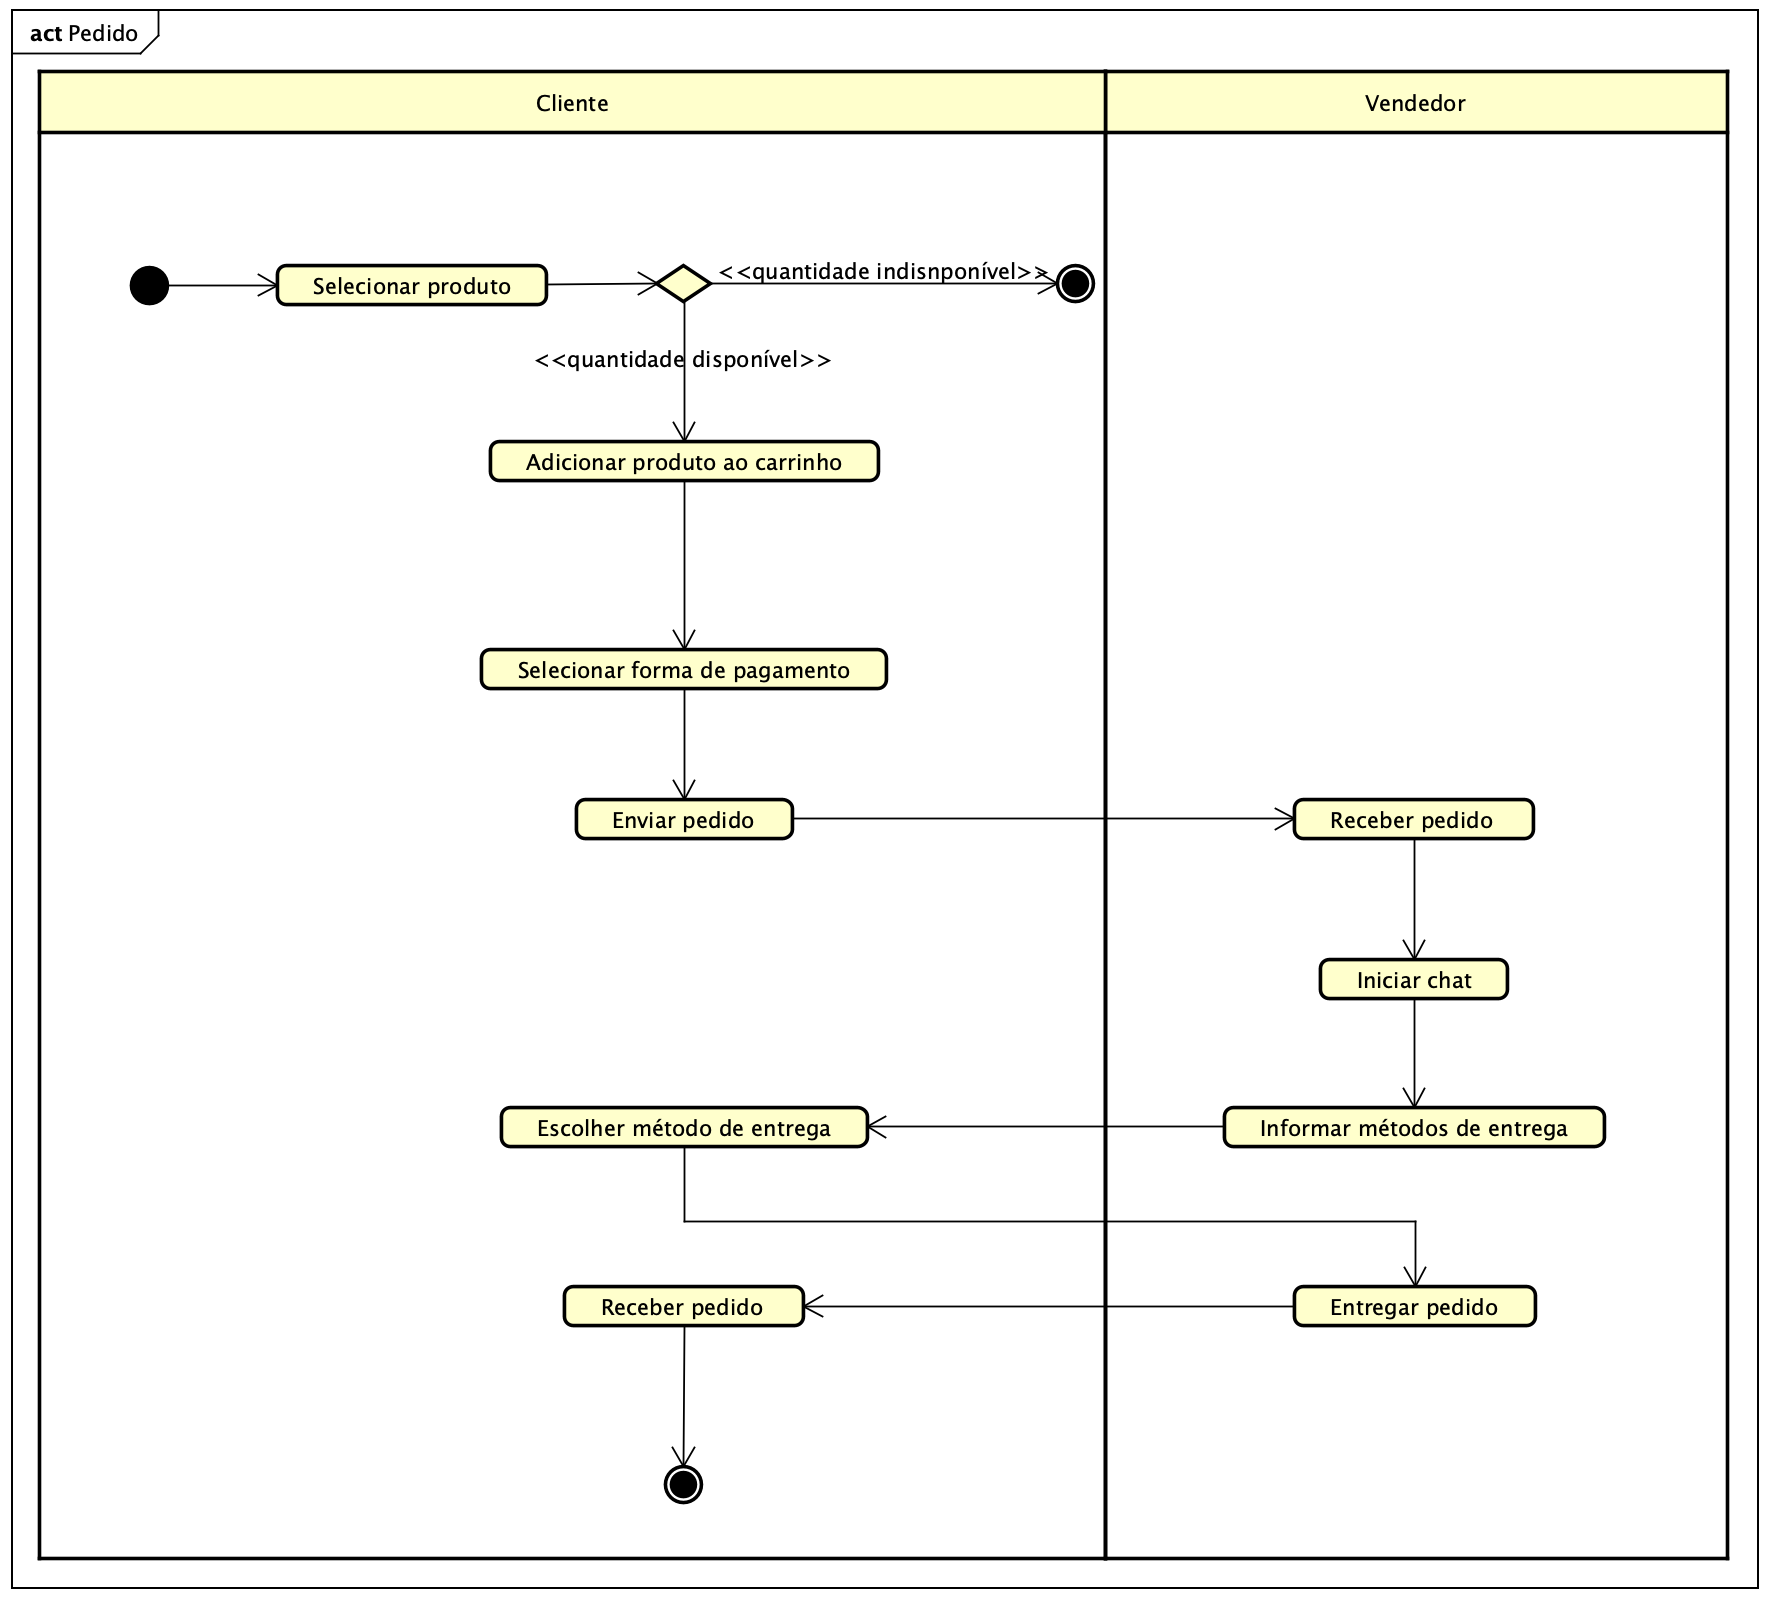 act Pedido
Cliente
Vendedor
Selecionar produto
<<quantidade indisnponível>>
<<quantidade disponível>>
Adicionar produto ao carrinho
Selecionar forma de pagamento
Enviar pedido
Receber pedido
Iniciar chat
Escolher método de entrega
Informar métodos de entrega
Receber pedido
Entregar pedido